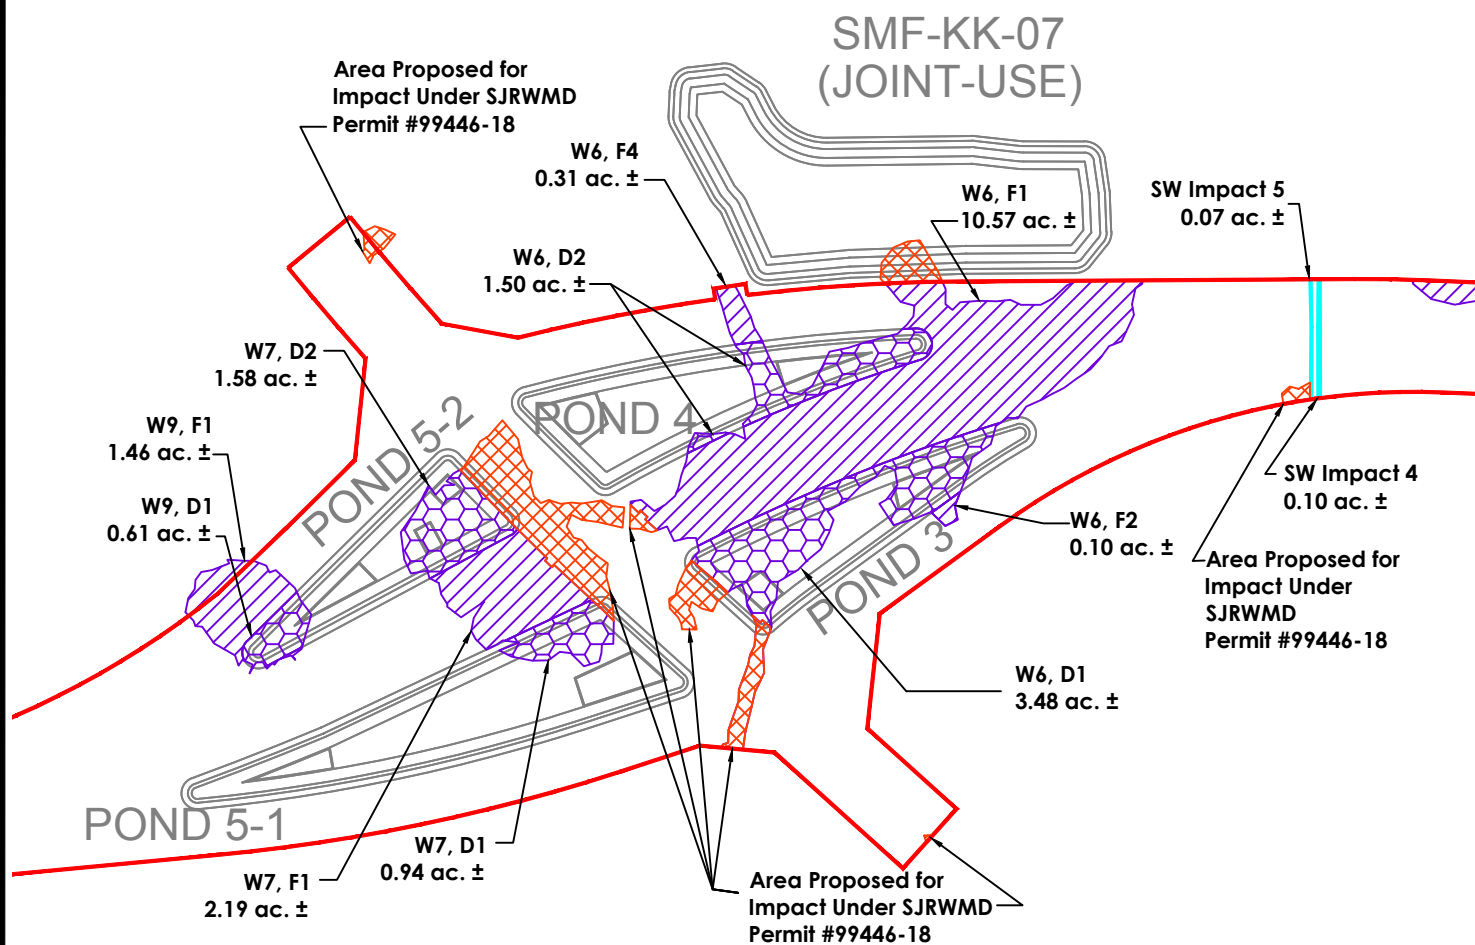 SMF-KK-07
(JOINT-USE)
Area Proposed for
Impact Under SJRWMD
Permit #99446-18
W6, F4
0.31 ac. ±
W6, F1
10.57 ac. ±
SW Impact 5
0.07 ac. ±
W6, D2
1.50 ac. ±
W7, D2
1.58 ac. ±
POND 4
POND 5-2
W9, F1
1.46 ac. ±
W9, D1
0.61 ac. ±
SW Impact 4
0.10 ac. ±
W6, F2
0.10 ac. ±
POND 3
Area Proposed for
Impact Under
SJRWMD
Permit #99446-18
W6, D1
3.48 ac. ±
POND 5-1
W7, D1
0.94 ac. ±
W7, F1
2.19 ac. ±
Area Proposed for
Impact Under SJRWMD
Permit #99446-18